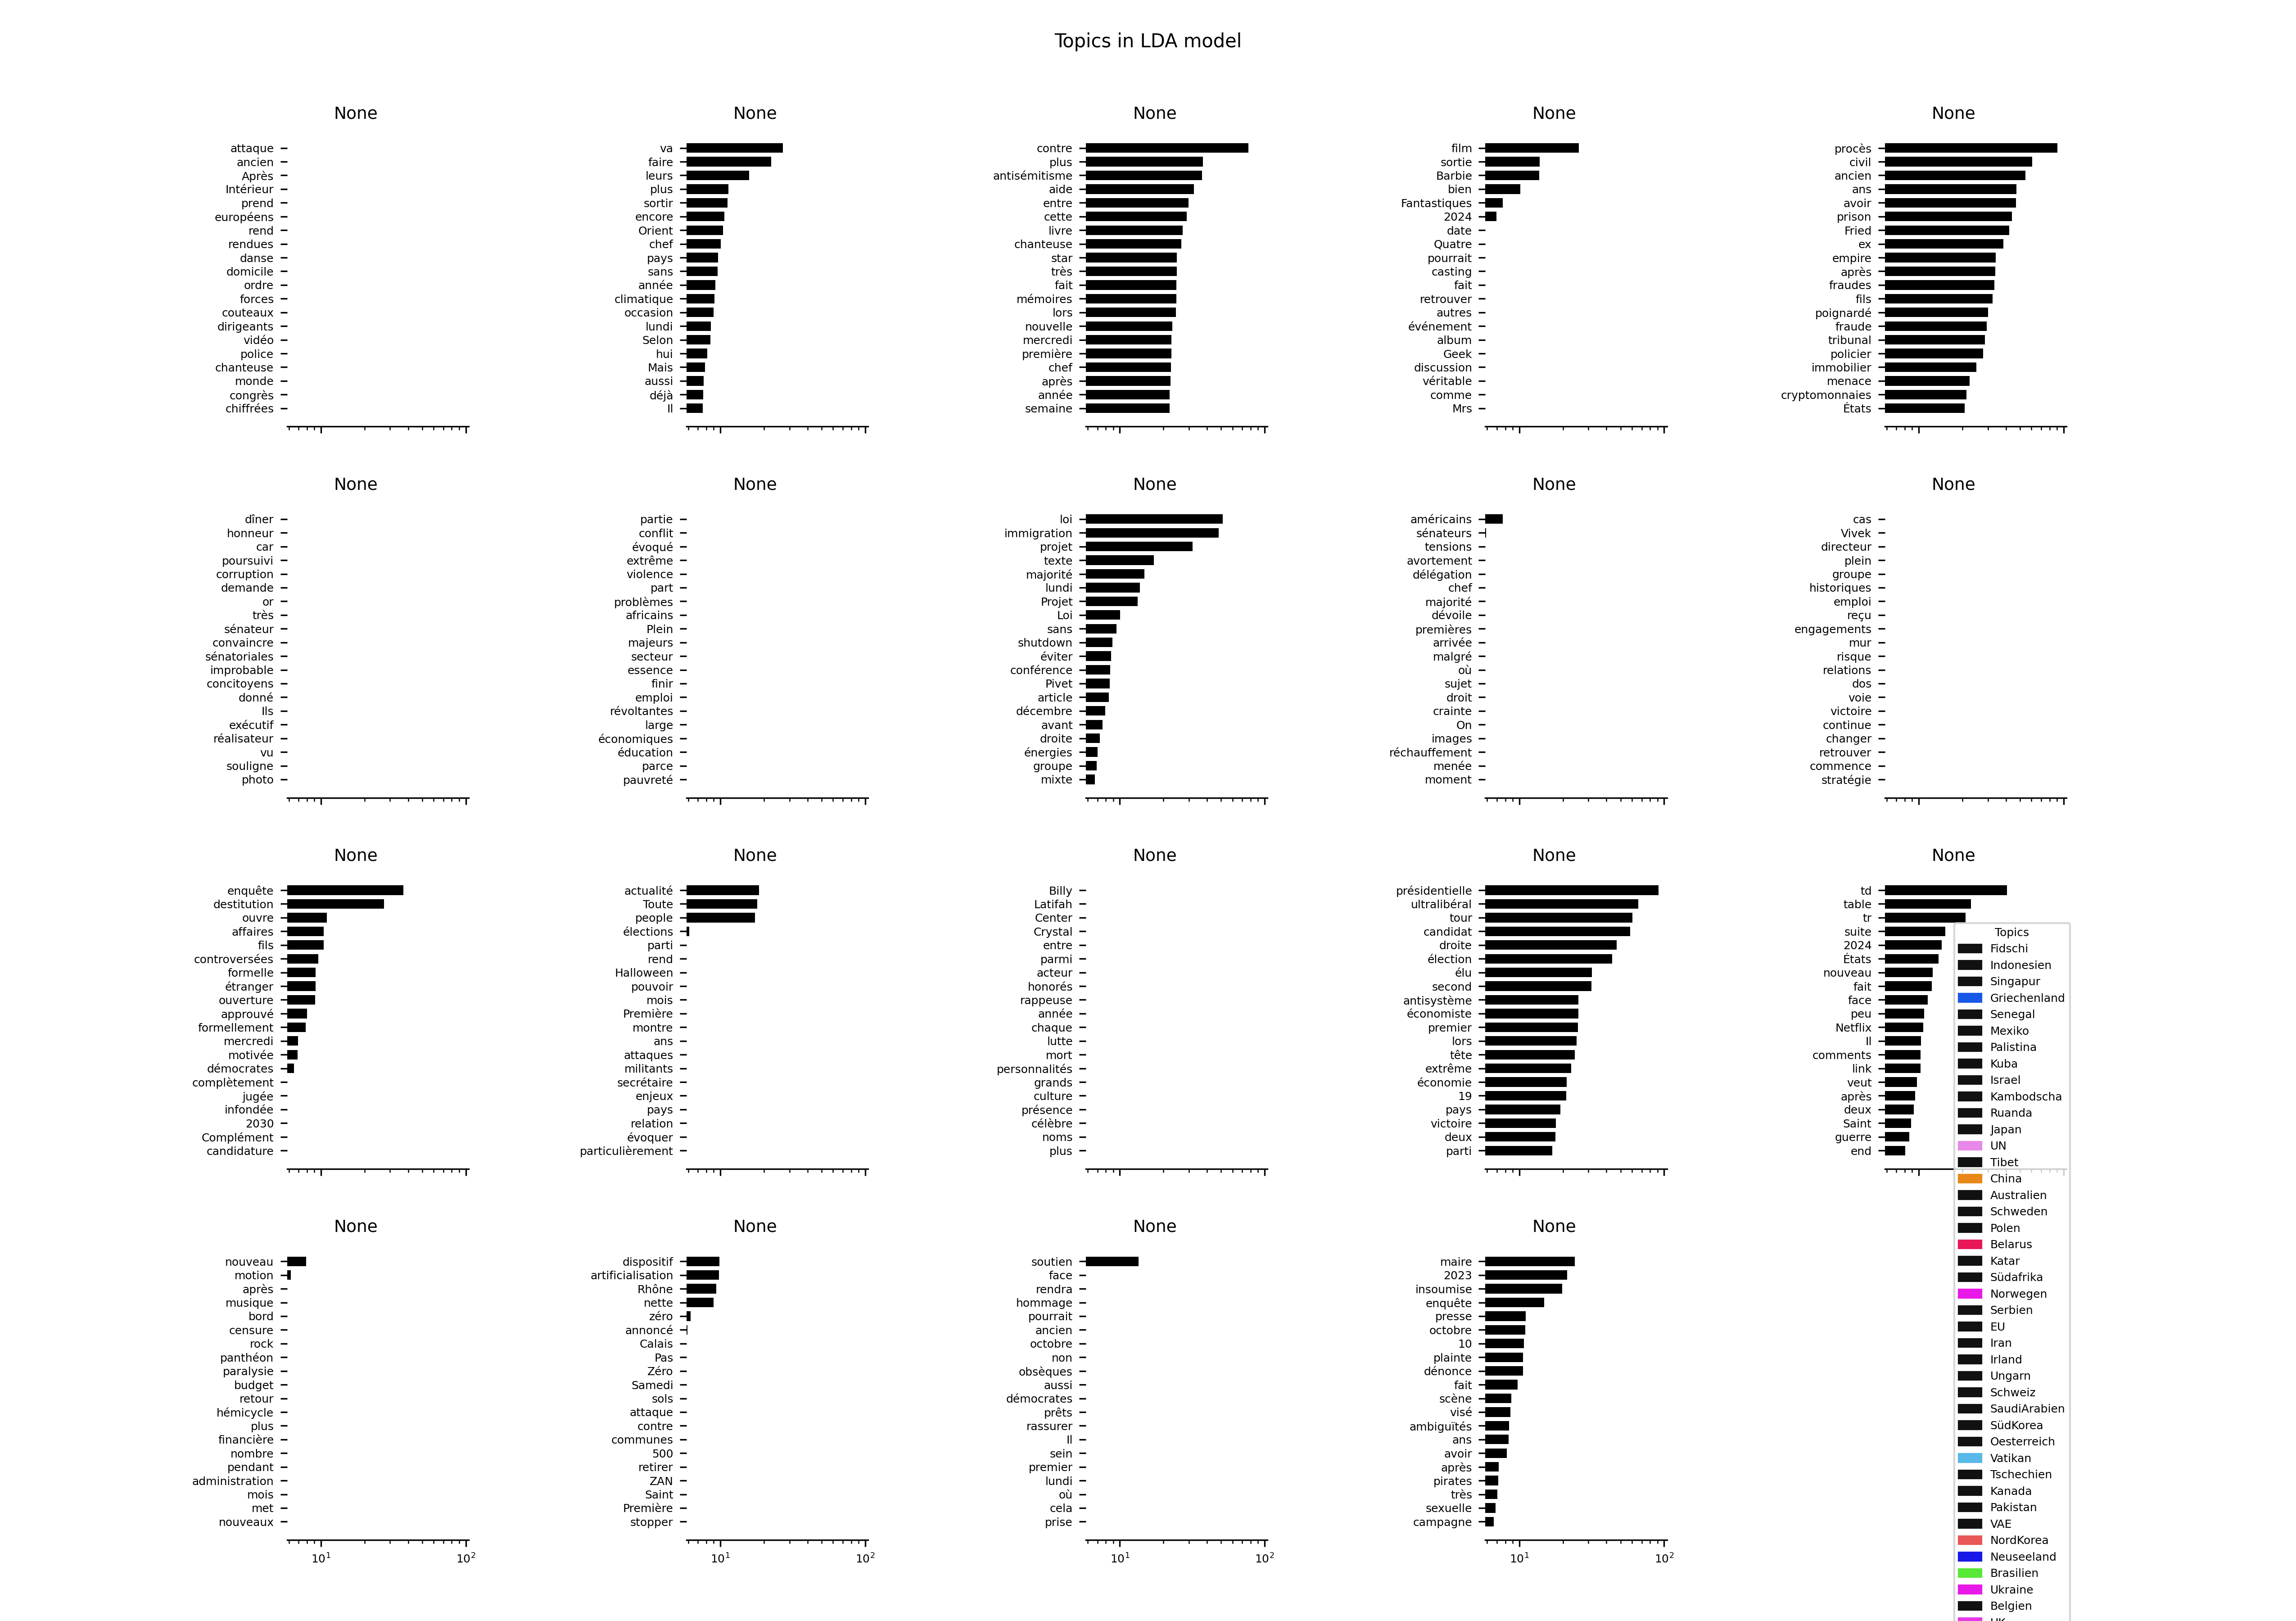 Topics in LDA model
None
attaque
ancien
Après
Intérieur
prend
européens
rend
rendues
danse
domicile
ordre
forces
couteaux
dirigeants
vidéo
police
chanteuse
monde
congrès
chiffrées
None
va
faire
leurs
plus
sortir
encore
Orient
chef
pays
sans
année
climatique
occasion
lundi
Selon
hui
Mais
aussi
déjà
Il
None
contre
plus
antisémitisme
aide
entre
cette
livre
chanteuse
star
très
fait
mémoires
lors
nouvelle
mercredi
première
chef
après
année
semaine
None
film
sortie
Barbie
bien
Fantastiques
2024
date
Quatre
pourrait
casting
fait
retrouver
autres
événement
album
Geek
discussion
véritable
comme
Mrs
None
procès
civil
ancien
ans
avoir
prison
Fried
ex
empire
après
fraudes
fils
poignardé
fraude
tribunal
policier
immobilier
menace
cryptomonnaies
États
None
dîner
honneur
car
poursuivi
corruption
demande
or
très
sénateur
convaincre
sénatoriales
improbable
concitoyens
donné
Ils
exécutif
réalisateur
vu
souligne
photo
None
partie
conflit
évoqué
extrême
violence
part
problèmes
africains
Plein
majeurs
secteur
essence
finir
emploi
révoltantes
large
économiques
éducation
parce
pauvreté
None
loi
immigration
projet
texte
majorité
lundi
Projet
Loi
sans
shutdown
éviter
conférence
Pivet
article
décembre
avant
droite
énergies
groupe
mixte
None
américains
sénateurs
tensions
avortement
délégation
chef
majorité
dévoile
premières
arrivée
malgré
où
sujet
droit
crainte
On
images
réchauffement
menée
moment
None
cas
Vivek
directeur
plein
groupe
historiques
emploi
reçu
engagements
mur
risque
relations
dos
voie
victoire
continue
changer
retrouver
commence
stratégie
None
enquête
destitution
ouvre
affaires
fils
controversées
formelle
étranger
ouverture
approuvé
formellement
mercredi
motivée
démocrates
complètement
jugée
infondée
2030
Complément
candidature
None
actualité
Toute
people
élections
parti
rend
Halloween
pouvoir
mois
Première
montre
ans
attaques
militants
secrétaire
enjeux
pays
relation
évoquer
particulièrement
None
Billy
Latifah
Center
Crystal
entre
parmi
acteur
honorés
rappeuse
année
chaque
lutte
mort
personnalités
grands
culture
présence
célèbre
noms
plus
None
présidentielle
ultralibéral
tour
candidat
droite
élection
élu
second
antisystème
économiste
premier
lors
tête
extrême
économie
19
pays
victoire
deux
parti
None
td
table
tr
suite
2024
États
nouveau
fait
face
peu
Netflix
Il
comments
link
veut
après
deux
Saint
guerre
end
None
nouveau
motion
après
musique
bord
censure
rock
panthéon
paralysie
budget
retour
hémicycle
plus
financière
nombre
pendant
administration
mois
met
nouveaux
10¹ 10²
None
dispositif
artificialisation
Rhône
nette
zéro
annoncé
Calais
Pas
Zéro
Samedi
sols
attaque
contre
communes
500
retirer
ZAN
Saint
Première
stopper
10¹ 10²
None
soutien
face
rendra
hommage
pourrait
ancien
octobre
non
obsèques
aussi
démocrates
prêts
rassurer
Il
sein
premier
lundi
où
cela
prise
10¹ 10²
None
maire
2023
insoumise
enquête
presse
octobre
10
plainte
dénonce
fait
scène
visé
ambiguïtés
ans
avoir
après
pirates
très
sexuelle
campagne
10¹ 10²
Topics
Fidschi
Indonesien
Singapur
Griechenland
Senegal
Mexiko
Palistina
Kuba
Israel
Kambodscha
Ruanda
Japan
UN
Tibet
China
Australien
Schweden
Polen
Belarus
Katar
Südafrika
Norwegen
Serbien
EU
Iran
Irland
Ungarn
Schweiz
SaudiArabien
SüdKorea
Oesterreich
Vatikan
Tschechien
Kanada
Pakistan
VAE
NordKorea
Neuseeland
Brasilien
Ukraine
Belgien